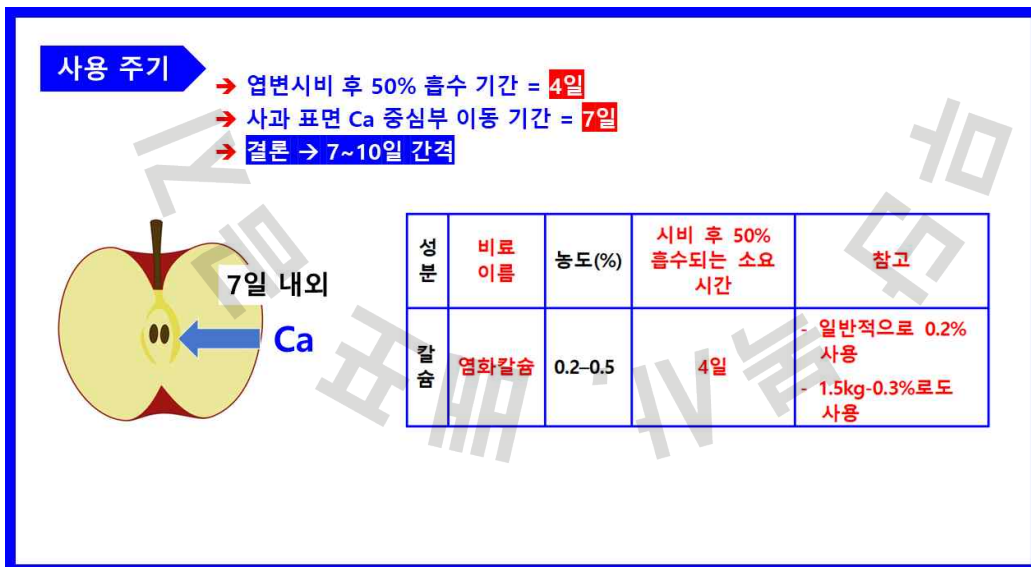 사용 주기
➔ 엽변시비 후 50% 흡수 기간 = 4일
➔ 사과 표면 Ca 중심부 이동 기간 = 7일
➔ 결론 → 7~10일 간격
7일 내외
Ca
성분
비료 이름
농도(%)
시비 후 50%
흡수되는 소요
시간
참고
칼슘
염화칼슘
0.2–0.5
4일
- 일반적으로 0.2%
사용
- 1.5kg-0.3%로도
사용